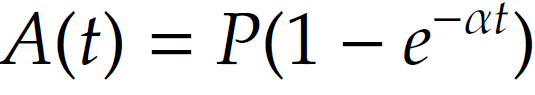 A(t) = P(1 − e^{−αt})